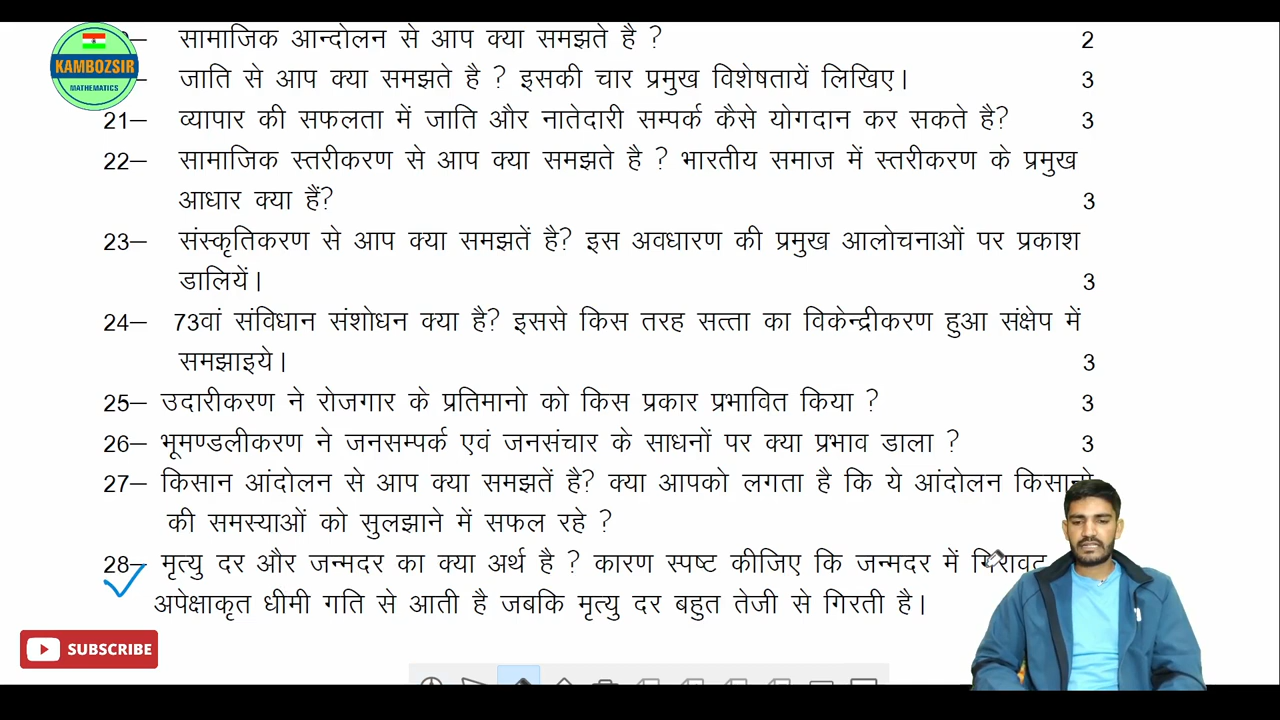 सामाजिक आन्दोलन से आप क्या समझते है ? 2
KAMBOZSIR
MATHEMATICS
जाति से आप क्या समझते है ? इसकी चार प्रमुख विशेषतायें लिखिए। 3
21– व्यापार की सफलता में जाति और नातेदारी सम्पर्क कैसे योगदान कर सकते है? 3
22– सामाजिक स्तरीकरण से आप क्या समझते है ? भारतीय समाज में स्तरीकरण के प्रमुख
आधार क्या हैं? 3
23– संस्कृतिकरण से आप क्या समझतें है? इस अवधारण की प्रमुख आलोचनाओं पर प्रकाश
डालियें। 3
24– 73वां संविधान संशोधन क्या है? इससे किस तरह सत्ता का विकेन्द्रीकरण हुआ संक्षेप में
समझाइये। 3
25– उदारीकरण ने रोजगार के प्रतिमानो को किस प्रकार प्रभावित किया ? 3
26– भूमण्डलीकरण ने जनसम्पर्क एवं जनसंचार के साधनों पर क्या प्रभाव डाला ? 3
27– किसान आंदोलन से आप क्या समझतें है? क्या आपको लगता है कि ये आंदोलन किसानो
की समस्याओं को सुलझाने में सफल रहे ?
28– मृत्यु दर और जन्मदर का क्या अर्थ है ? कारण स्पष्ट कीजिए कि जन्मदर में गिरावट
अपेक्षाकृत धीमी गति से आती है जबकि मृत्यु दर बहुत तेजी से गिरती है।
SUBSCRIBE